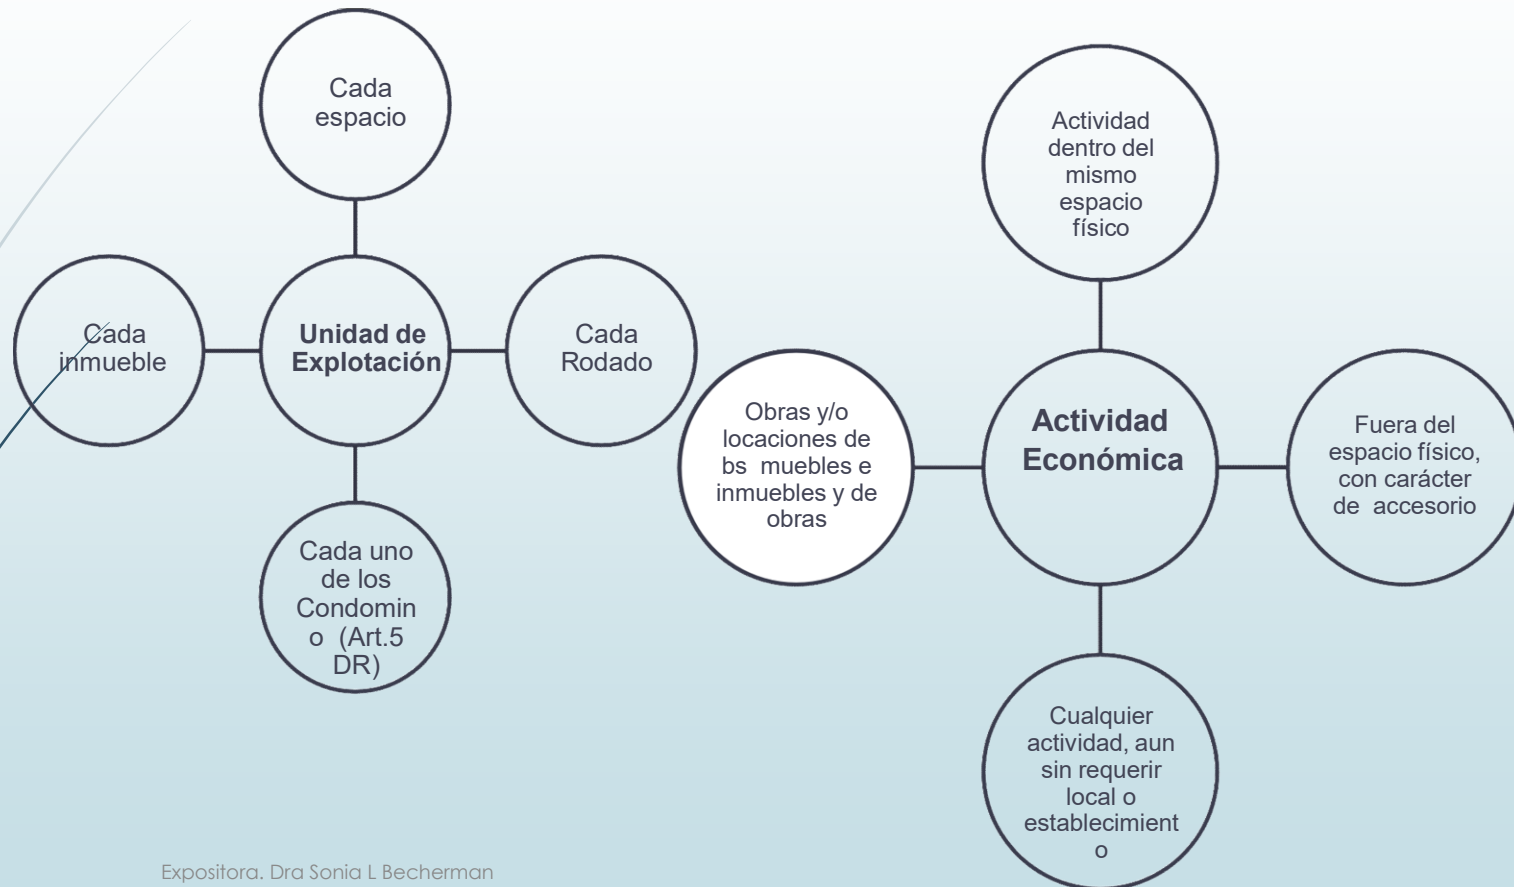 Cada
espacio
Cada
inmueble
Unidad de
Explotación
Cada
Rodado
Cada uno
de los
Condomin
o (Art.5
DR)
Actividad
dentro del
mismo
espacio
físico
Obras y/o
locaciones de
bs muebles e
inmuebles y de
obras
Actividad
Económica
Fuera del
espacio físico,
con carácter
de accesorio
Cualquier
actividad, aun
sin requerir
local o
establecimient
o
Expositora. Dra Sonia L Becherman